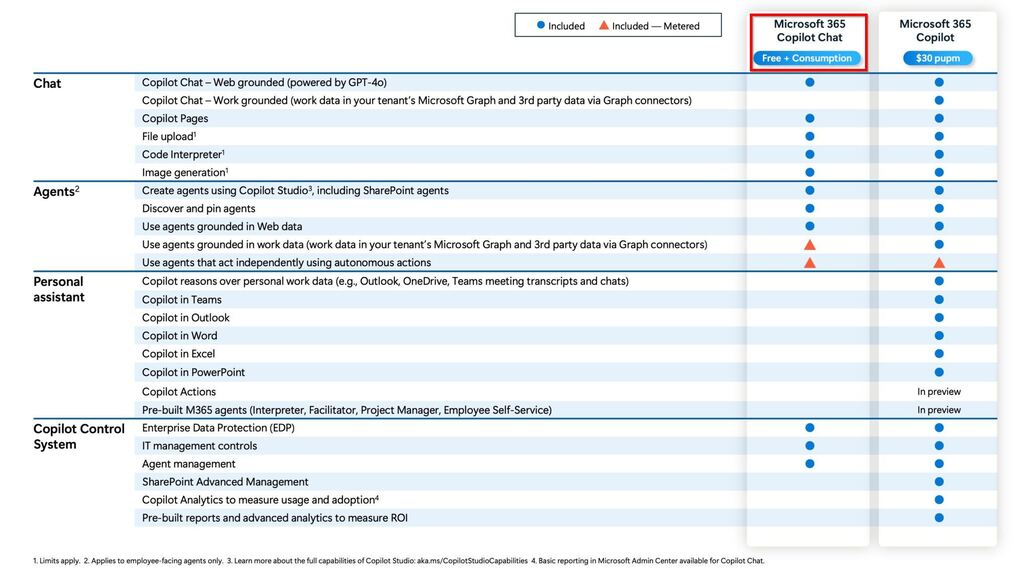 Included Included — Metered
Microsoft 365
Copilot Chat
Free + Consumption
Microsoft 365
Copilot
$30 pupm
Chat
Copilot Chat – Web grounded (powered by GPT-4o)
Copilot Chat – Work grounded (work data in your tenant’s Microsoft Graph and 3rd party data via Graph connectors)
Copilot Pages
File upload¹
Code Interpreter¹
Image generation¹
Agents²
Create agents using Copilot Studio³, including SharePoint agents
Discover and pin agents
Use agents grounded in Web data
Use agents grounded in work data (work data in your tenant’s Microsoft Graph and 3rd party data via Graph connectors)
Use agents that act independently using autonomous actions
Personal
assistant
Copilot reasons over personal work data (e.g., Outlook, OneDrive, Teams meeting transcripts and chats)
Copilot in Teams
Copilot in Outlook
Copilot in Word
Copilot in Excel
Copilot in PowerPoint
Copilot Actions In preview
Pre-built M365 agents (Interpreter, Facilitator, Project Manager, Employee Self-Service) In preview
Copilot Control
System
Enterprise Data Protection (EDP)
IT management controls
Agent management
SharePoint Advanced Management
Copilot Analytics to measure usage and adoption⁴
Pre-built reports and advanced analytics to measure ROI
1. Limits apply. 2. Applies to employee-facing agents only. 3. Learn more about the full capabilities of Copilot Studio: aka.ms/CopilotStudioCapabilities 4. Basic reporting in Microsoft Admin Center available for Copilot Chat.